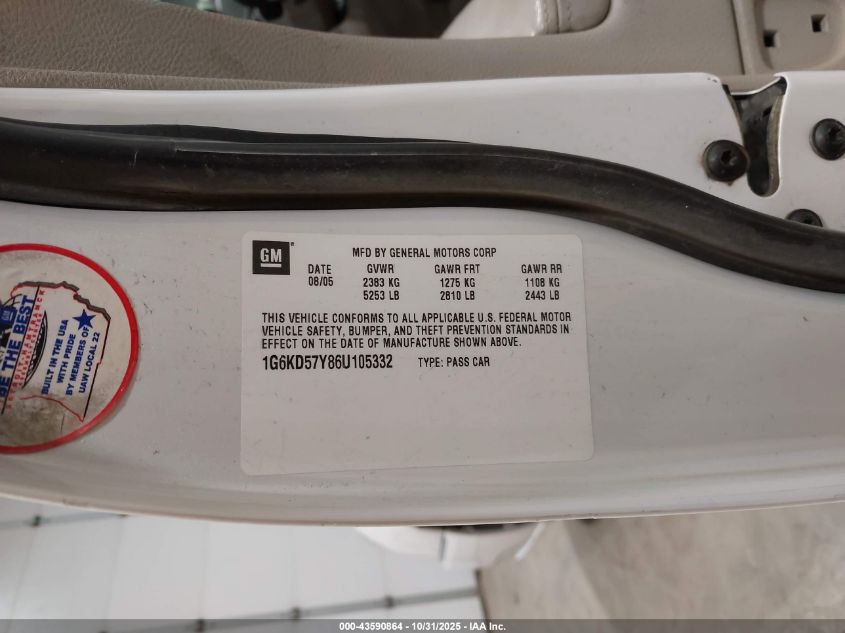 GM
®
MFD BY GENERAL MOTORS CORP
DATE GVWR GAWR FRT GAWR RR
08/05 2383 KG 1275 KG 1108 KG
5253 LB 2810 LB 2443 LB
THIS VEHICLE CONFORMS TO ALL APPLICABLE U.S. FEDERAL MOTOR
VEHICLE SAFETY, BUMPER, AND THEFT PREVENTION STANDARDS IN
EFFECT ON THE DATE OF MANUFACTURE SHOWN ABOVE.
1G6KD57Y86U105332 TYPE: PASS CAR
BE THE BEST
BUILT IN THE USA
WITH PRIDE
BY MEMBERS OF
UAW LOCAL 22
000-43590864 - 10/31/2025 - IAA Inc.